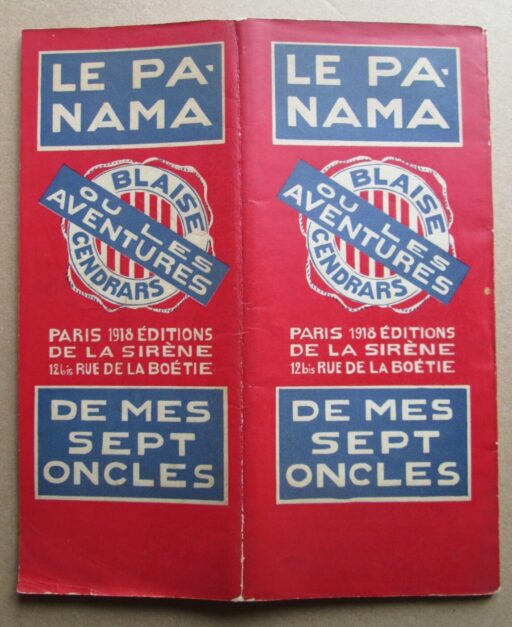 LE PA-
NAMA
BLAISE
OU LES
AVENTURES
CENDRARS
PARIS 1918 ÉDITIONS
DE LA SIRÈNE
12bis RUE DE LA BOÉTIE
DE MES
SEPT
ONCLES
LE PA-
NAMA
BLAISE
OU LES
AVENTURES
CENDRARS
PARIS 1918 ÉDITIONS
DE LA SIRÈNE
12bis RUE DE LA BOÉTIE
DE MES
SEPT
ONCLES